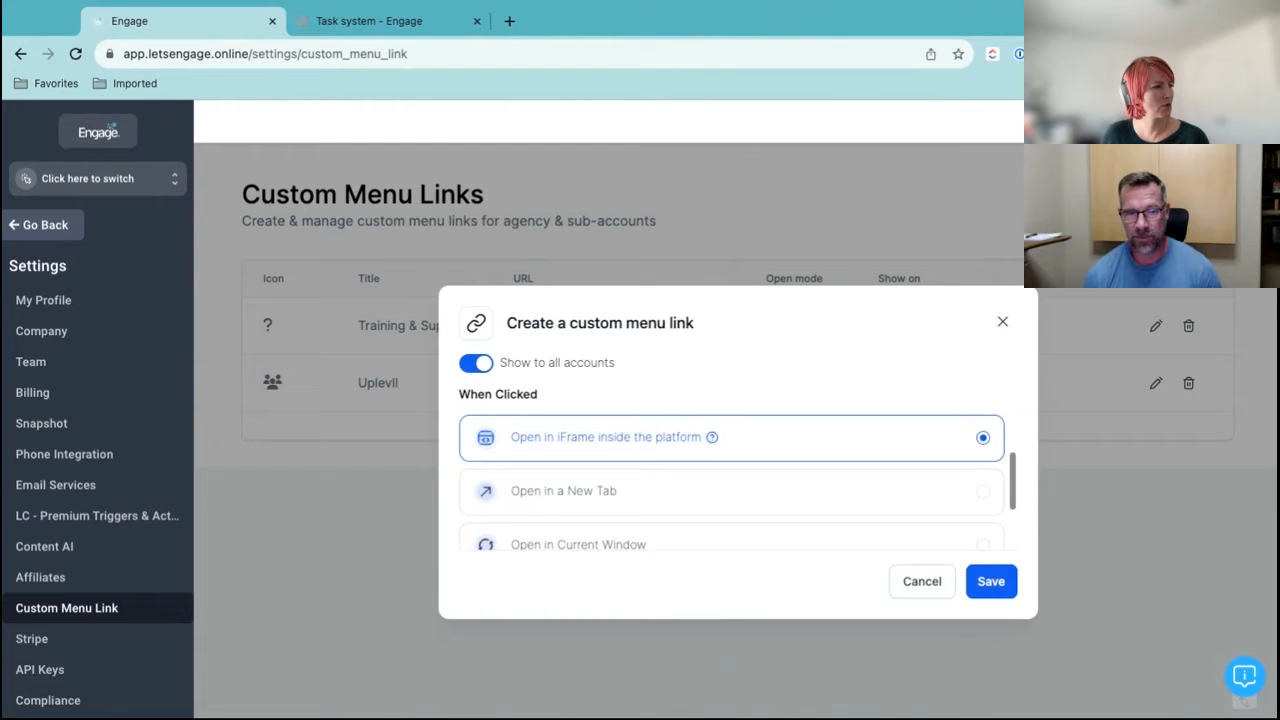 Engage
Task system - Engage
app.letsengage.online/settings/custom_menu_link
Favorites
Imported
Engage
Click here to switch
Go Back
Settings
My Profile
Company
Team
Billing
Snapshot
Phone Integration
Email Services
LC - Premium Triggers & Act...
Content AI
Affiliates
Custom Menu Link
Stripe
API Keys
Compliance
Custom Menu Links
Create & manage custom menu links for agency & sub-accounts
Icon Title URL Open mode Show on
? Training & Sup
Uplevll
Create a custom menu link
Show to all accounts
When Clicked
Open in iFrame inside the platform
Open in a New Tab
Open in Current Window
Cancel Save